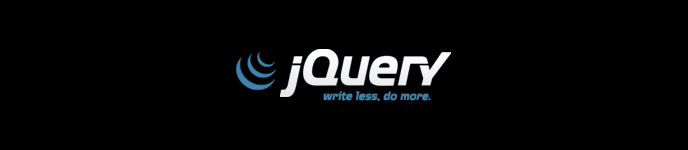 jQuery
write less, do more.